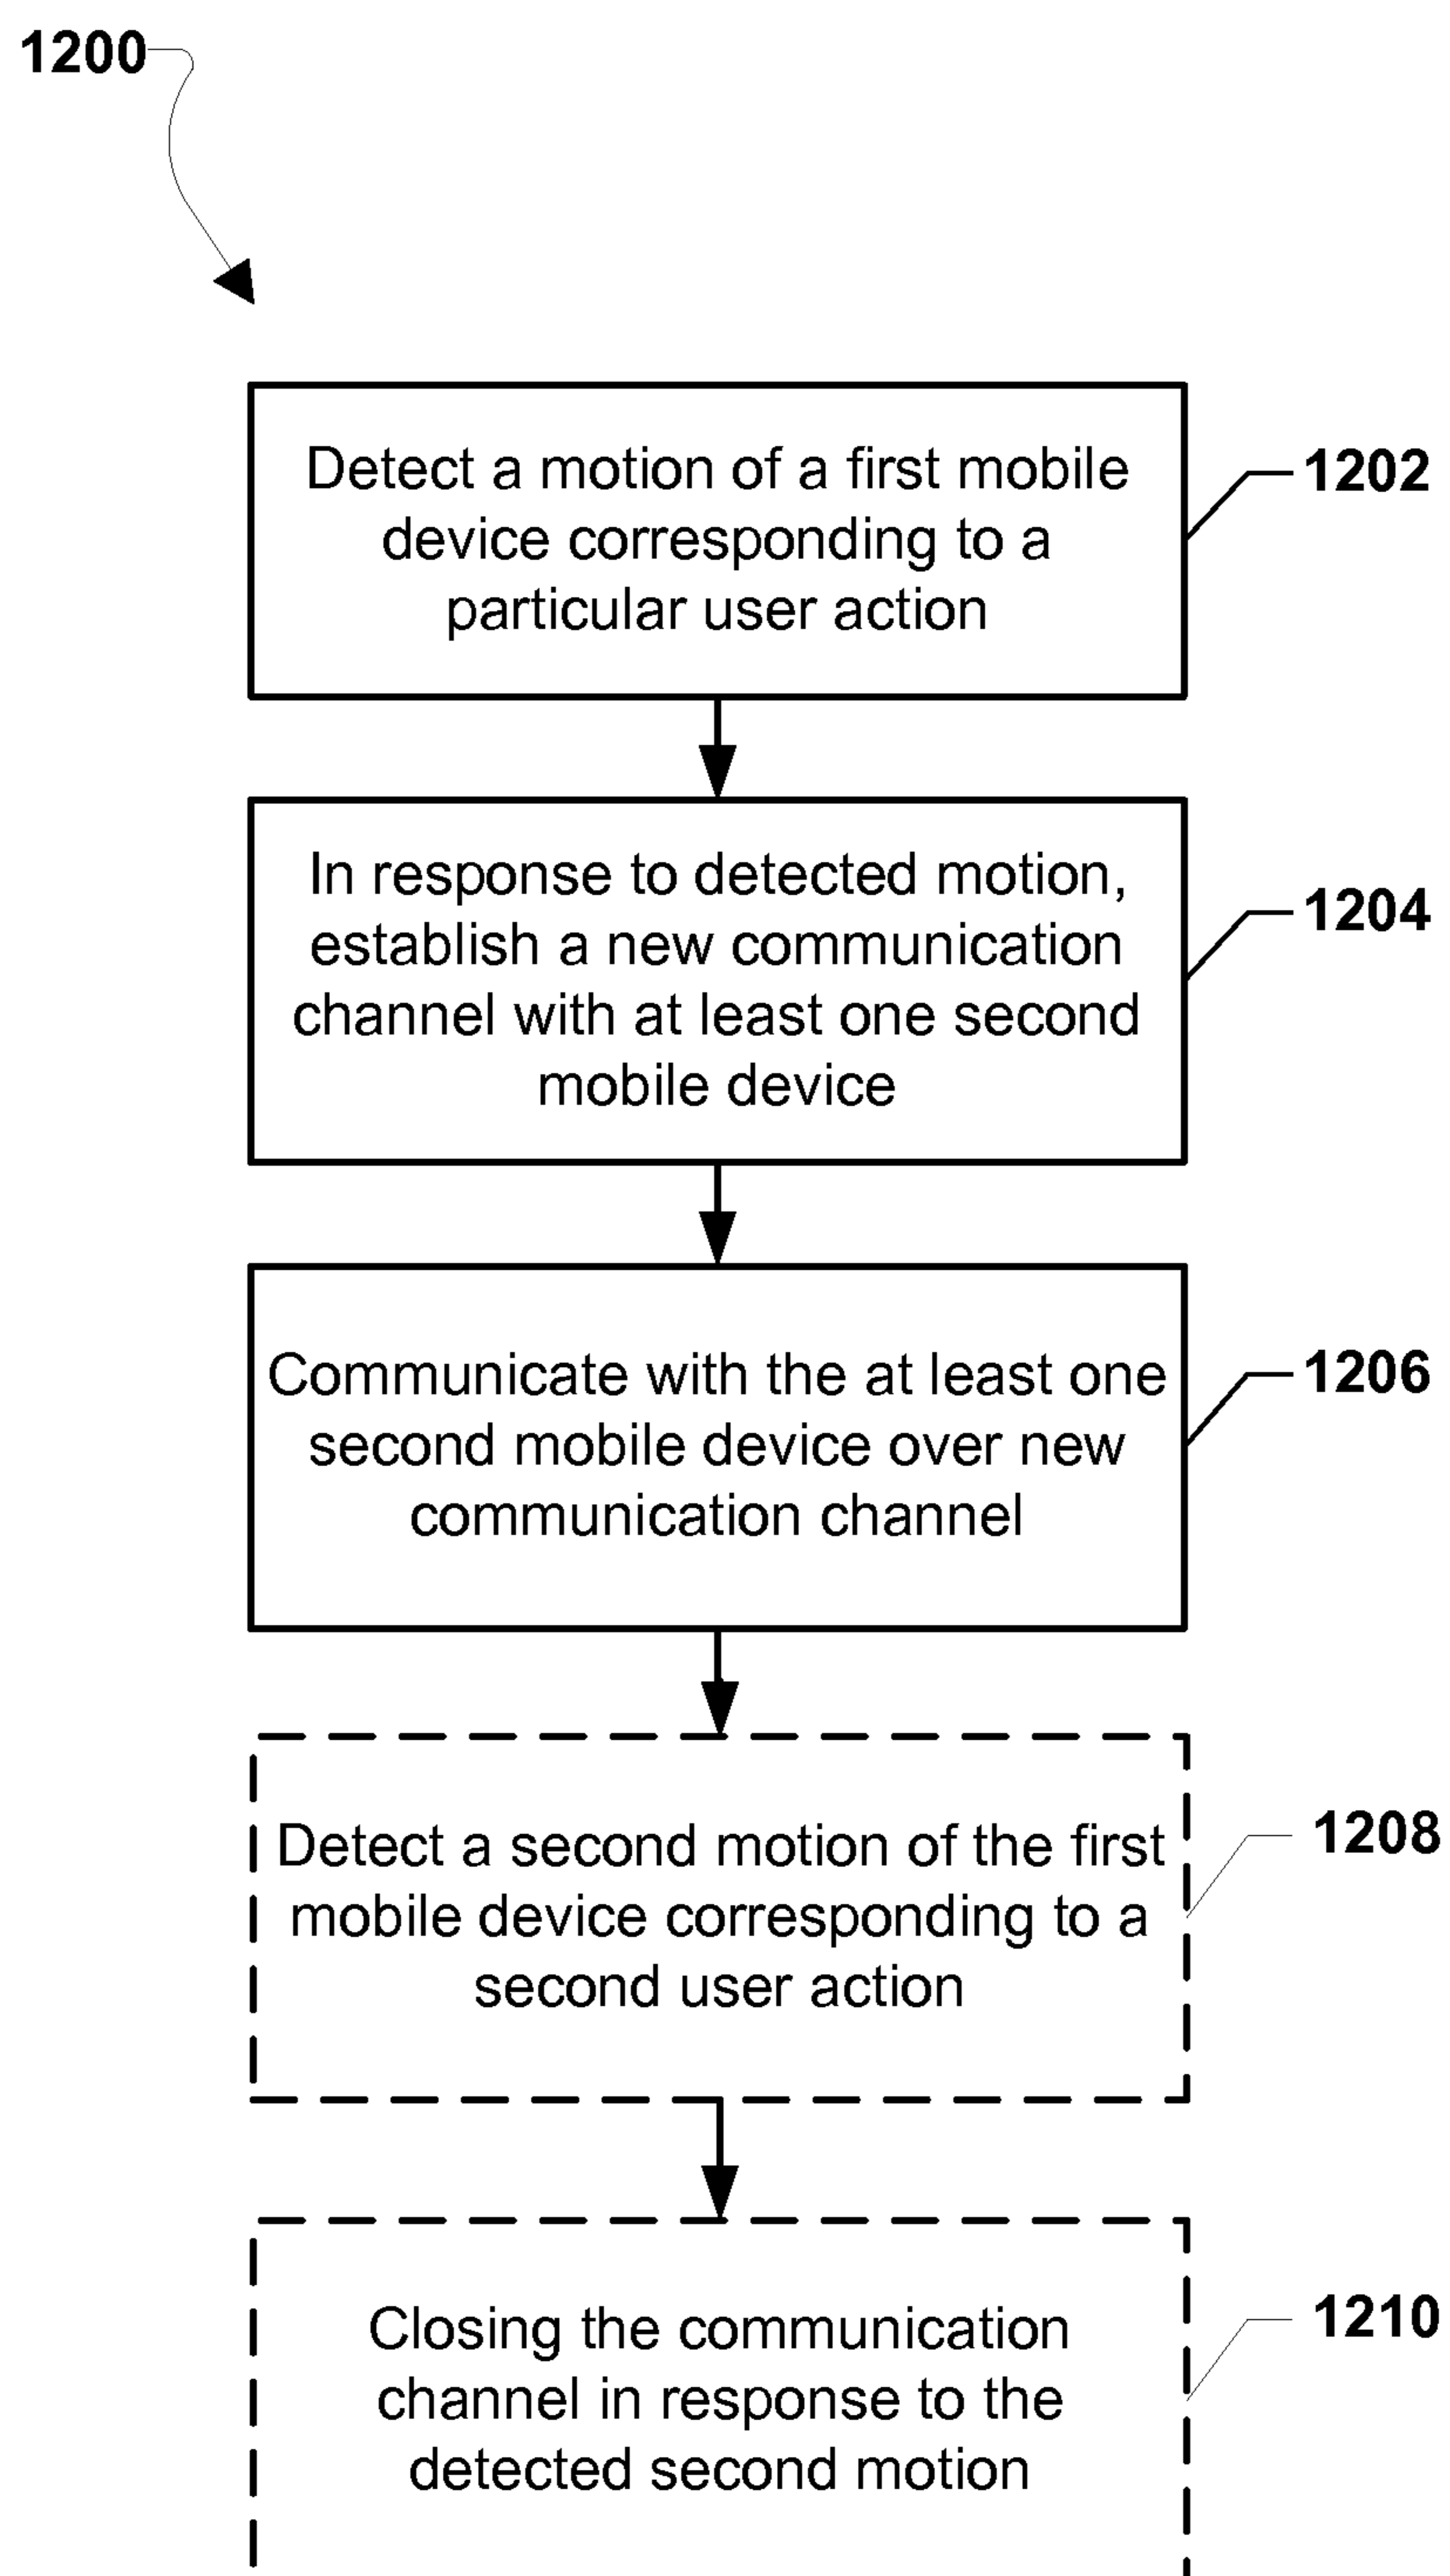 1200
Detect a motion of a first mobile
device corresponding to a
particular user action
1202
In response to detected motion,
establish a new communication
channel with at least one second
mobile device
1204
Communicate with the at least one
second mobile device over new
communication channel
1206
Detect a second motion of the first
mobile device corresponding to a
second user action
1208
Closing the communication
channel in response to the
detected second motion
1210